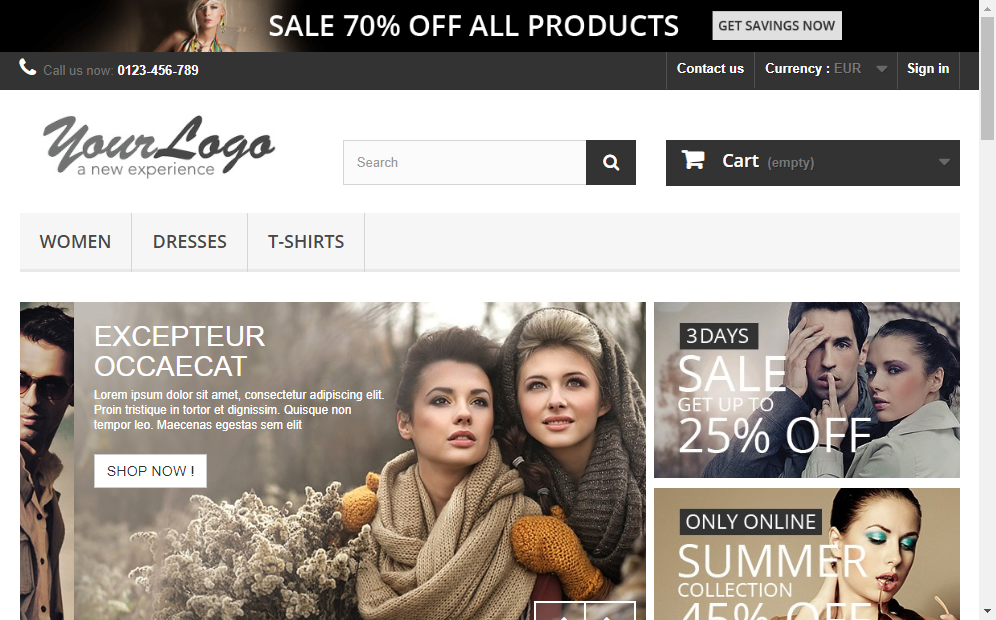 SALE 70% OFF ALL PRODUCTS
GET SAVINGS NOW
Call us now: 0123-456-789
Contact us
Currency : EUR
Sign in
YourLogo
a new experience
Search
Cart (empty)
WOMEN
DRESSES
T-SHIRTS
EXCEPTEUR
OCCAECAT
Lorem ipsum dolor sit amet, consectetur adipiscing elit.
Proin tristique in tortor et dignissim. Quisque non
tempor leo. Maecenas egestas sem elit
SHOP NOW !
3DAYS
SALE
GET UP TO
25% OFF
ONLY ONLINE
SUMMER
COLLECTION
45% OFF